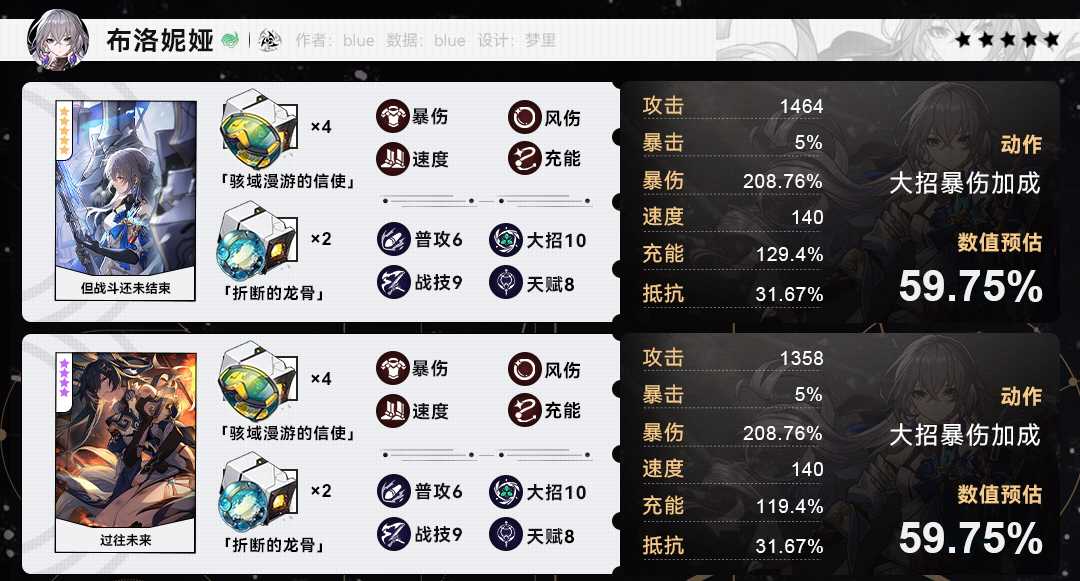 布洛妮娅 作者：blue 数据：blue 设计：梦里
但战斗还未结束
×4
「骇域漫游的信使」
×2
「折断的龙骨」
暴伤 风伤
速度 充能
普攻6 大招10
战技9 天赋8
攻击 1464
暴击 5%
暴伤 208.76%
速度 140
充能 129.4%
抵抗 31.67%
动作
大招暴伤加成
数值预估
59.75%
过往未来
×4
「骇域漫游的信使」
×2
「折断的龙骨」
暴伤 风伤
速度 充能
普攻6 大招10
战技9 天赋8
攻击 1358
暴击 5%
暴伤 208.76%
速度 140
充能 119.4%
抵抗 31.67%
动作
大招暴伤加成
数值预估
59.75%